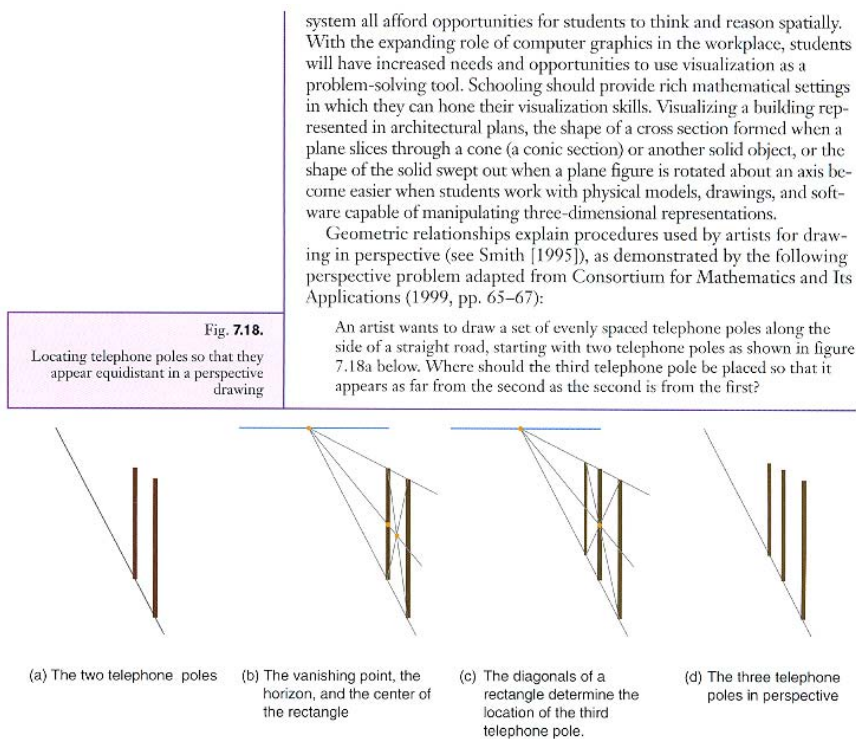 system all afford opportunities for students to think and reason spatially.
With the expanding role of computer graphics in the workplace, students
will have increased needs and opportunities to use visualization as a
problem-solving tool. Schooling should provide rich mathematical settings
in which they can hone their visualization skills. Visualizing a building rep-
resented in architectural plans, the shape of a cross section formed when a
plane slices through a cone (a conic section) or another solid object, or the
shape of the solid swept out when a plane figure is rotated about an axis be-
come easier when students work with physical models, drawings, and soft-
ware capable of manipulating three-dimensional representations.
Geometric relationships explain procedures used by artists for draw-
ing in perspective (see Smith [1995]), as demonstrated by the following
perspective problem adapted from Consortium for Mathematics and Its
Applications (1999, pp. 65–67):
An artist wants to draw a set of evenly spaced telephone poles along the
side of a straight road, starting with two telephone poles as shown in figure
7.18a below. Where should the third telephone pole be placed so that it
appears as far from the second as the second is from the first?
Fig. 7.18.
Locating telephone poles so that they
appear equidistant in a perspective
drawing
(a) The two telephone poles
(b) The vanishing point, the
horizon, and the center of
the rectangle
(c) The diagonals of a
rectangle determine the
location of the third
telephone pole.
(d) The three telephone
poles in perspective